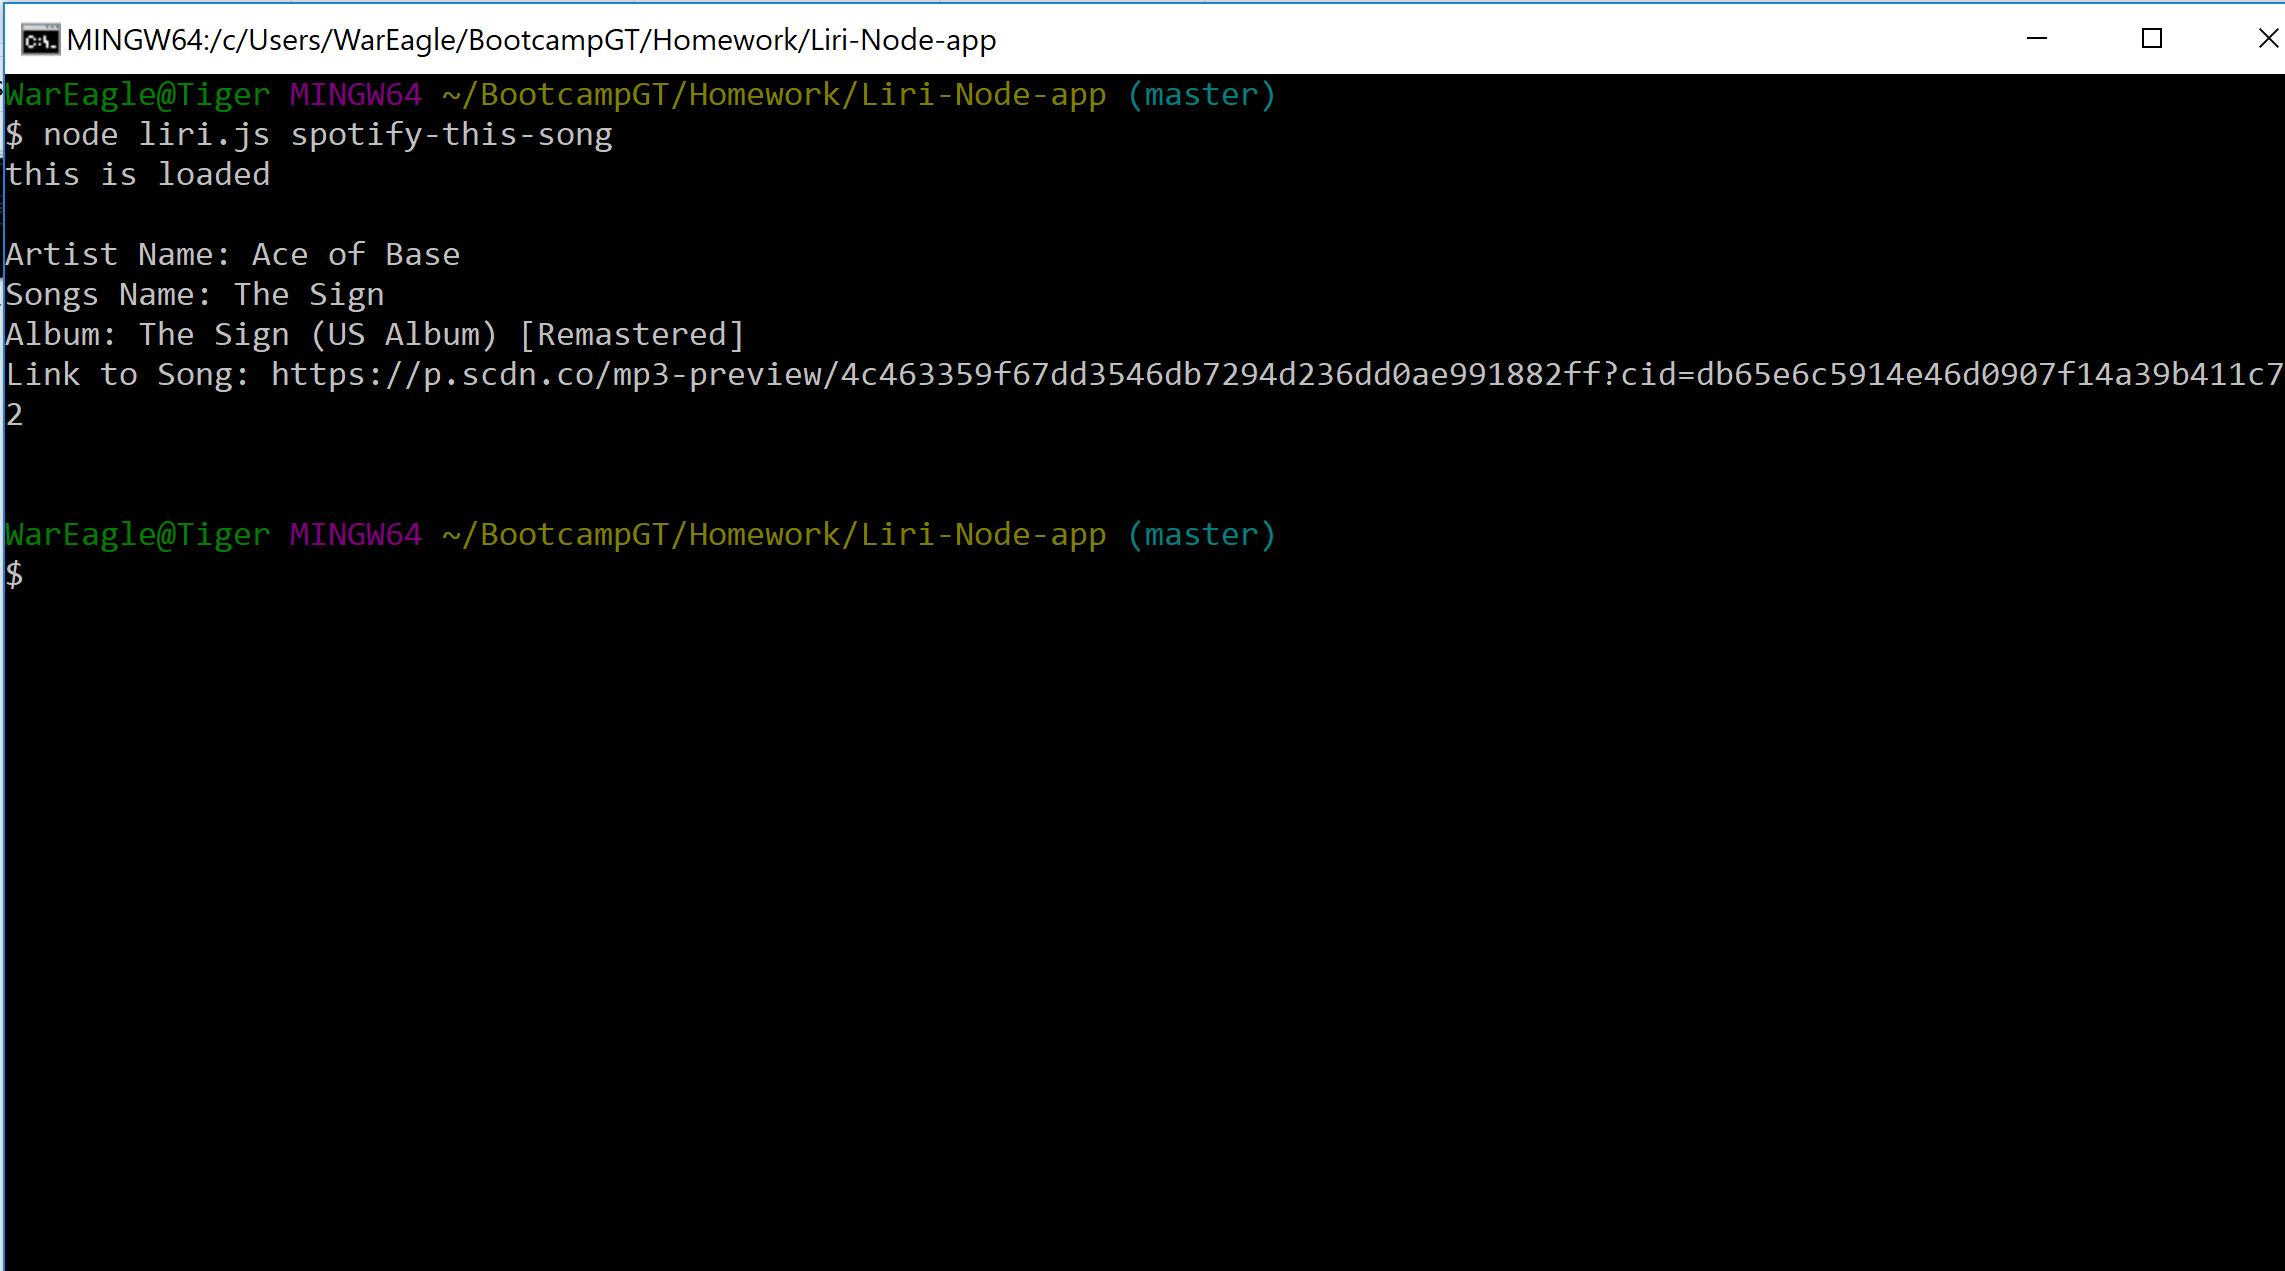 MINGW64:/c/Users/WarEagle/BootcampGT/Homework/Liri-Node-app
WarEagle@Tiger MINGW64 ~/BootcampGT/Homework/Liri-Node-app (master)
$ node liri.js spotify-this-song
this is loaded
Artist Name: Ace of Base
Songs Name: The Sign
Album: The Sign (US Album) [Remastered]
Link to Song: https://p.scdn.co/mp3-preview/4c463359f67dd3546db7294d236dd0ae991882ff?cid=db65e6c5914e46d0907f14a39b411c7
2
WarEagle@Tiger MINGW64 ~/BootcampGT/Homework/Liri-Node-app (master)
$